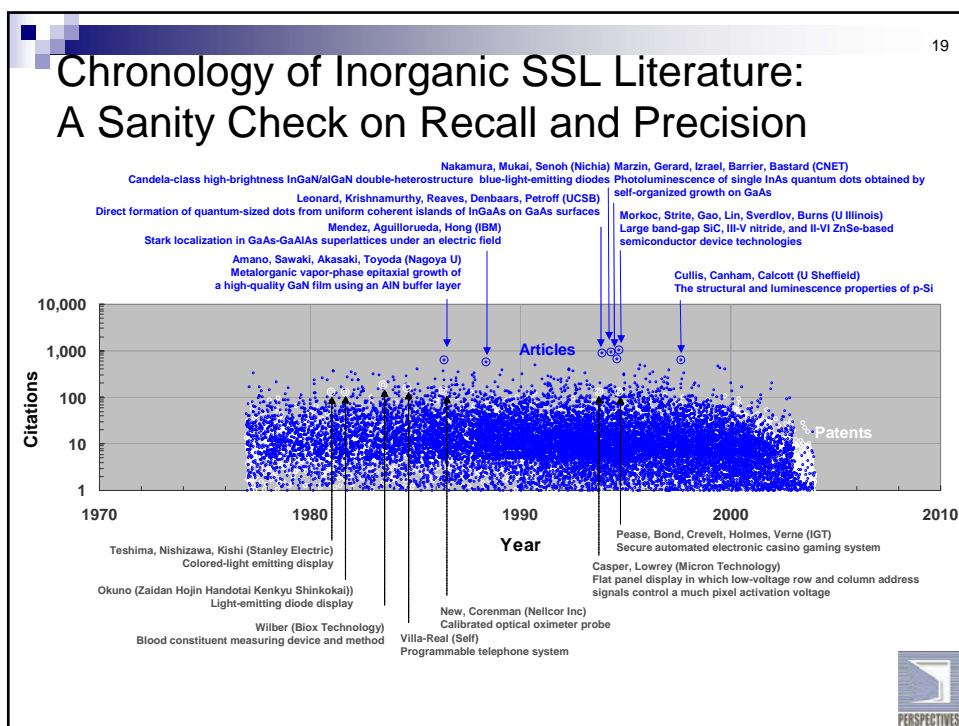 19
Chronology of Inorganic SSL Literature:
A Sanity Check on Recall and Precision
Nakamura, Mukai, Senoh (Nichia)
Candela-class high-brightness InGaN/alGaN double-heterostructure blue-light-emitting diodes
Marzin, Gerard, Izrael, Barrier, Bastard (CNET)
Photoluminescence of single InAs quantum dots obtained by
self-organized growth on GaAs
Leonard, Krishnamurthy, Reaves, Denbaars, Petroff (UCSB)
Direct formation of quantum-sized dots from uniform coherent islands of InGaAs on GaAs surfaces
Morkoc, Strite, Gao, Lin, Sverdlov, Burns (U Illinois)
Large band-gap SiC, III-V nitride, and II-VI ZnSe-based
semiconductor device technologies
Mendez, Aguillorueda, Hong (IBM)
Stark localization in GaAs-GaAlAs superlattices under an electric field
Amano, Sawaki, Akasaki, Toyoda (Nagoya U)
Metalorganic vapor-phase epitaxial growth of
a high-quality GaN film using an AlN buffer layer
Cullis, Canham, Calcott (U Sheffield)
The structural and luminescence properties of p-Si
10,000
1,000
100
10
1
Citations
Articles
Patents
1970
1980
1990
2000
2010
Year
Teshima, Nishizawa, Kishi (Stanley Electric)
Colored-light emitting display
Okuno (Zaidan Hojin Handotai Kenkyu Shinkokai))
Light-emitting diode display
Wilber (Biox Technology)
Blood constituent measuring device and method
Villa-Real (Self)
Programmable telephone system
New, Corenman (Nellcor Inc)
Calibrated optical oximeter probe
Pease, Bond, Crevelt, Holmes, Verne (IGT)
Secure automated electronic casino gaming system
Casper, Lowrey (Micron Technology)
Flat panel display in which low-voltage row and column address
signals control a much pixel activation voltage
PERSPECTIVES